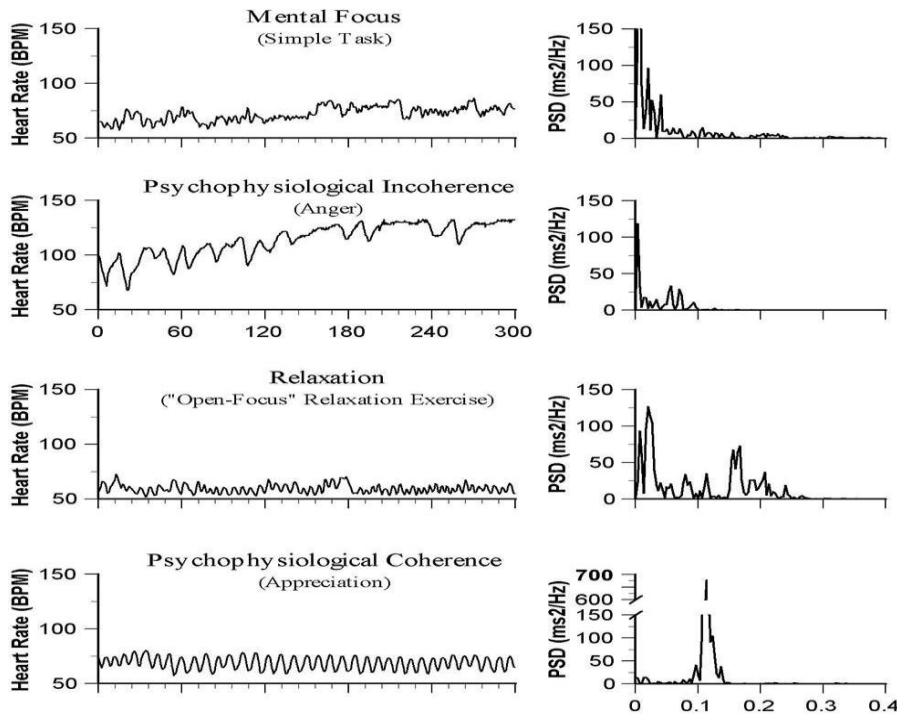 Mental Focus
(Simple Task)
Heart Rate (BPM)
150
100
50
PSD (ms2/Hz)
150
100
50
0
Psychophysiological Incoherence
(Anger)
Heart Rate (BPM)
150
100
50
0 60 120 180 240 300
PSD (ms2/Hz)
150
100
50
0
Relaxation
("Open-Focus" Relaxation Exercise)
Heart Rate (BPM)
150
100
50
PSD (ms2/Hz)
150
100
50
0
Psychophysiological Coherence
(Appreciation)
Heart Rate (BPM)
150
100
50
PSD (ms2/Hz)
700
600
150
100
50
0
0 0.1 0.2 0.3 0.4